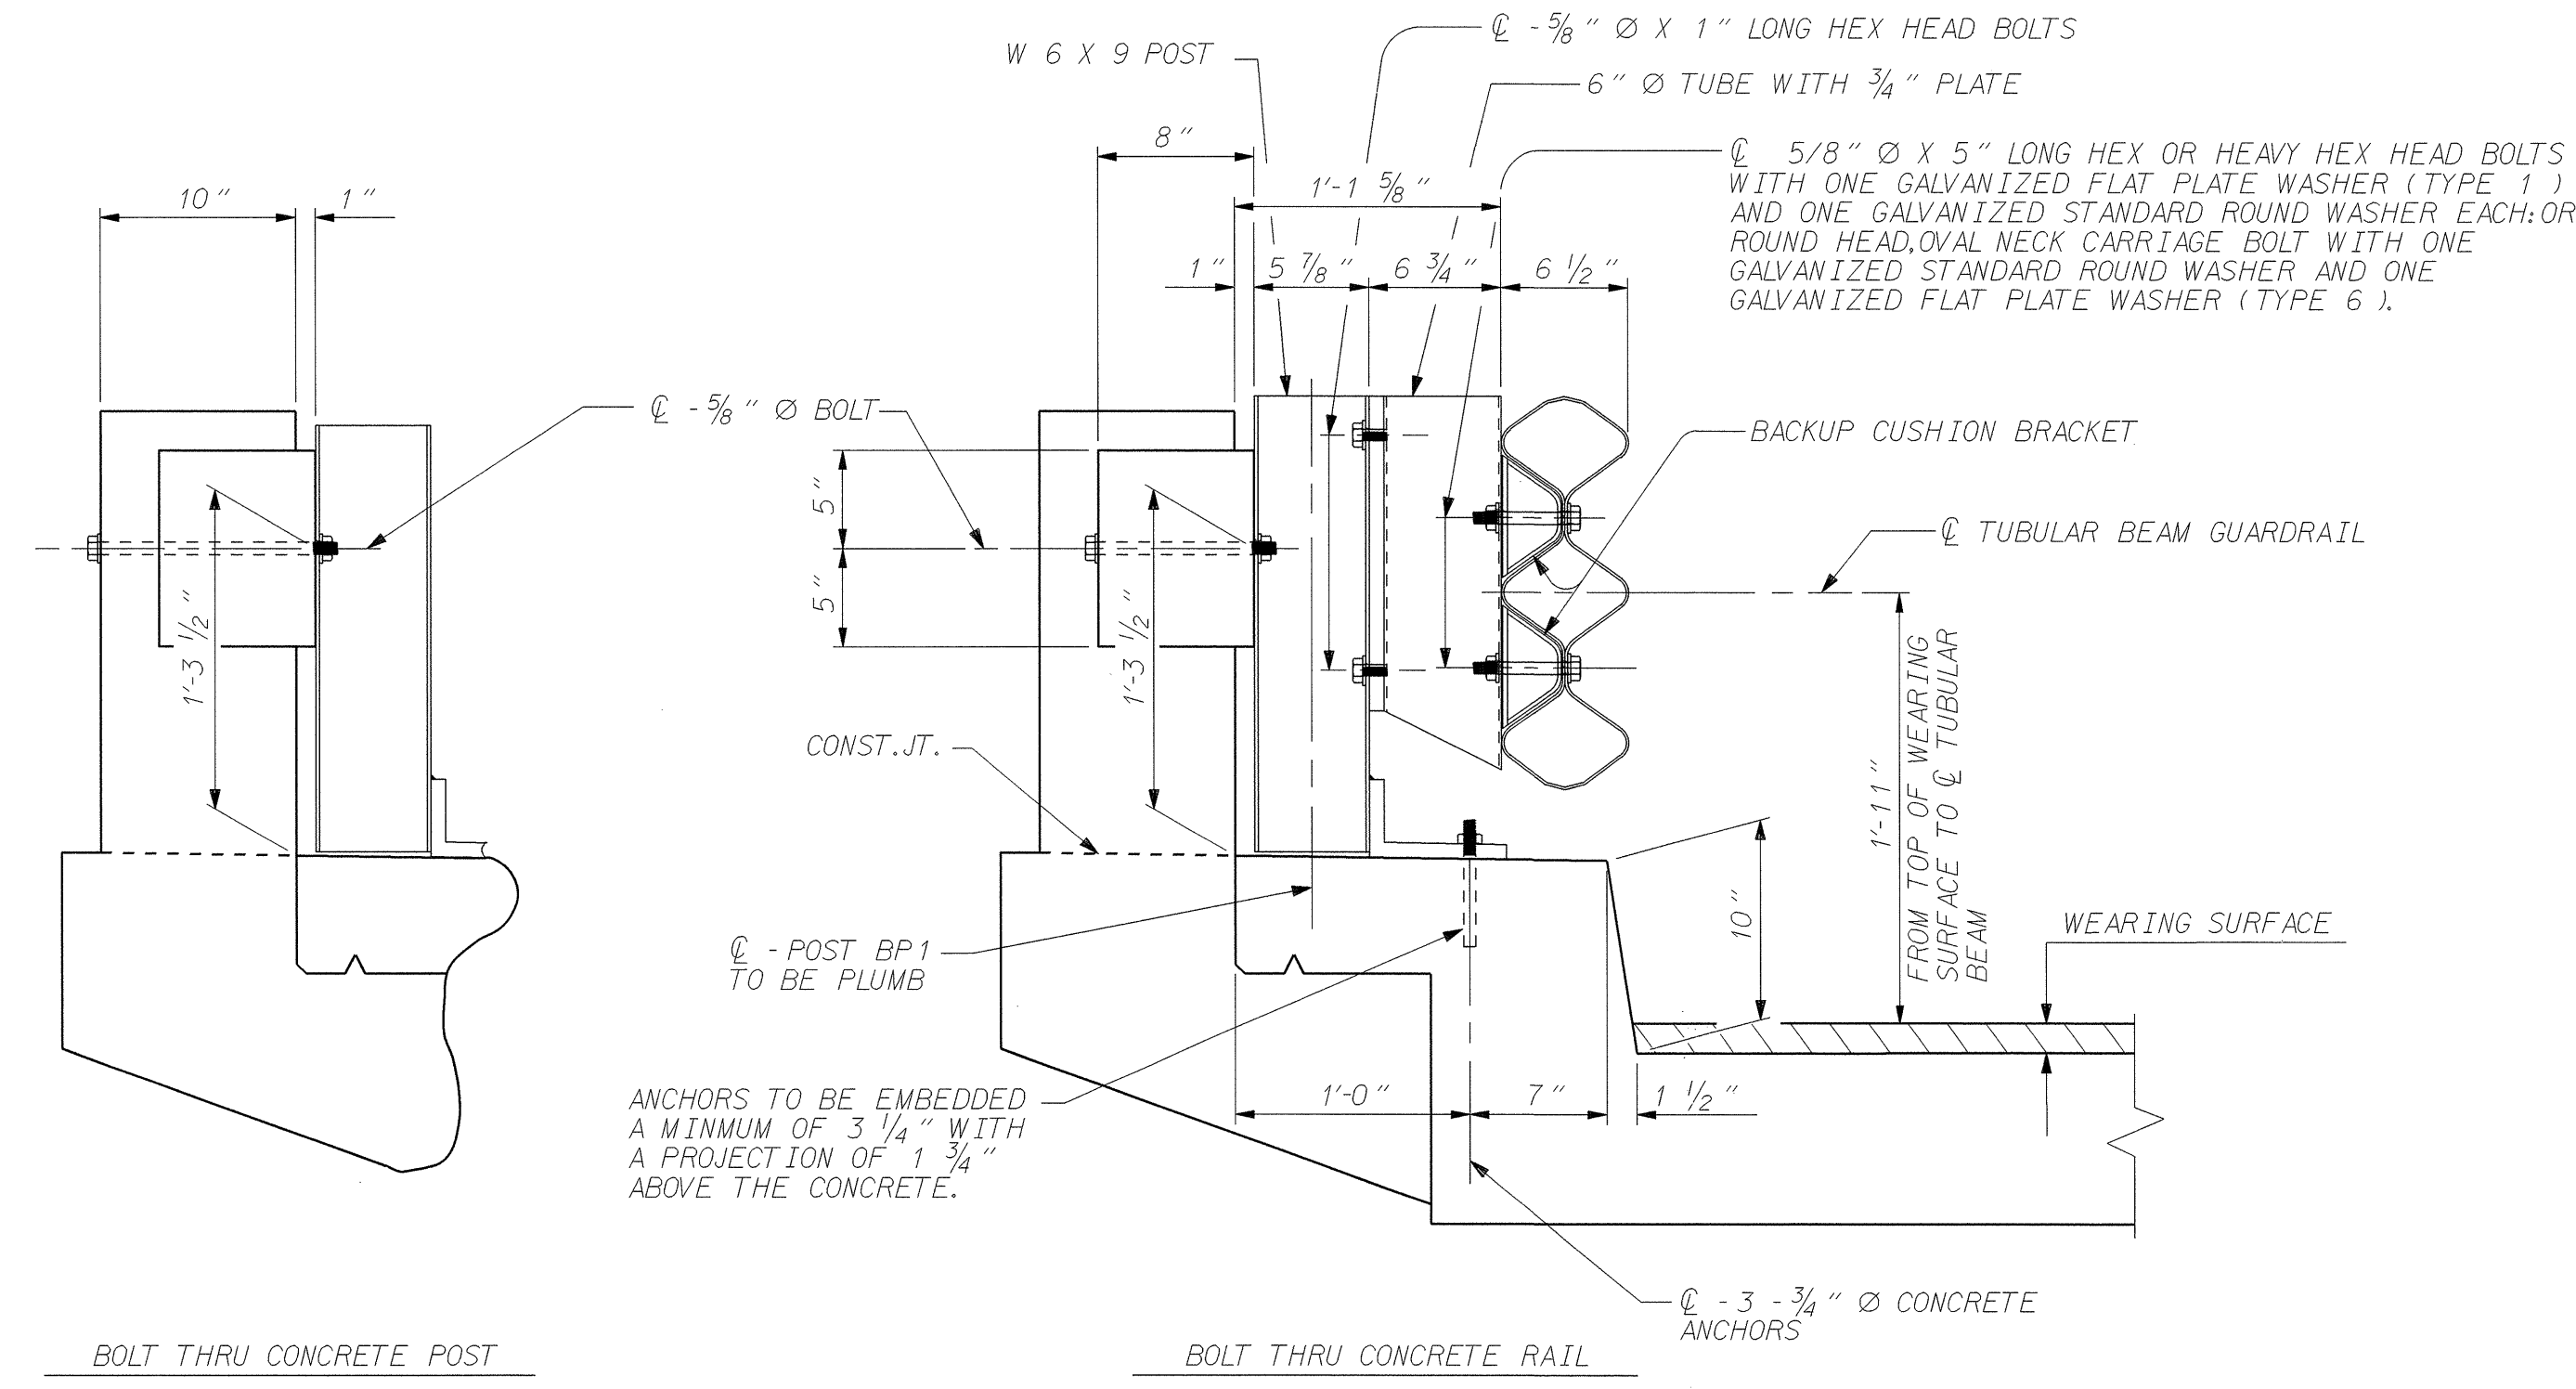 ℄ - 5/8" Ø X 1" LONG HEX HEAD BOLTS
W 6 X 9 POST
6" Ø TUBE WITH 3/4" PLATE
8"
℄ 5/8" Ø X 5" LONG HEX OR HEAVY HEX HEAD BOLTS
WITH ONE GALVANIZED FLAT PLATE WASHER (TYPE 1)
AND ONE GALVANIZED STANDARD ROUND WASHER EACH:OR
ROUND HEAD,OVAL NECK CARRIAGE BOLT WITH ONE
GALVANIZED STANDARD ROUND WASHER AND ONE
GALVANIZED FLAT PLATE WASHER (TYPE 6).
10"
1"
1'-1 5/8"
1"
5 7/8"
6 3/4"
6 1/2"
℄ - 5/8" Ø BOLT
BACKUP CUSHION BRACKET
5"
5"
℄ TUBULAR BEAM GUARDRAIL
1'-3 1/2"
1'-3 1/2"
CONST.JT.
1'-11"
FROM TOP OF WEARING
SURFACE TO ℄ TUBULAR
BEAM
10"
WEARING SURFACE
℄ - POST BP1
TO BE PLUMB
ANCHORS TO BE EMBEDDED
A MINMUM OF 3 1/4" WITH
A PROJECTION OF 1 3/4"
ABOVE THE CONCRETE.
1'-0"
7"
1 1/2"
℄ - 3 - 3/4" Ø CONCRETE
ANCHORS
BOLT THRU CONCRETE POST
BOLT THRU CONCRETE RAIL